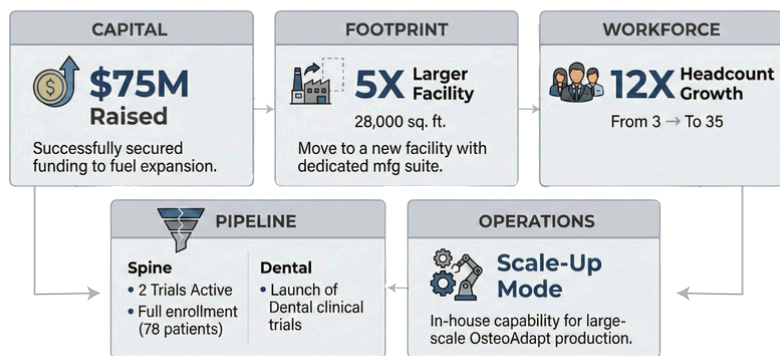 CAPITAL
$75M
Raised
Successfully secured
funding to fuel expansion.
FOOTPRINT
5X Larger
Facility
28,000 sq. ft.
Move to a new facility with
dedicated mfg suite.
WORKFORCE
12X Headcount
Growth
From 3 → To 35
PIPELINE
Spine
• 2 Trials Active
• Full enrollment
(78 patients)
Dental
• Launch of
Dental clinical
trials
OPERATIONS
Scale-Up
Mode
In-house capability for large-
scale OsteoAdapt production.